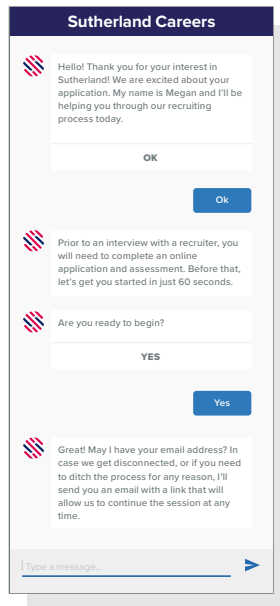 Sutherland Careers
Hello! Thank you for your interest in
Sutherland! We are excited about your
application. My name is Megan and I'll be
helping you through our recruiting
process today.
OK
Ok
Prior to an interview with a recruiter, you
will need to complete an online
application and assessment. Before that,
let's get you started in just 60 seconds.
Are you ready to begin?
YES
Yes
Great! May I have your email address? In
case we get disconnected, or if you need
to ditch the process for any reason, I'll
send you an email with a link that will
allow us to continue the session at any
time.
Type a message...